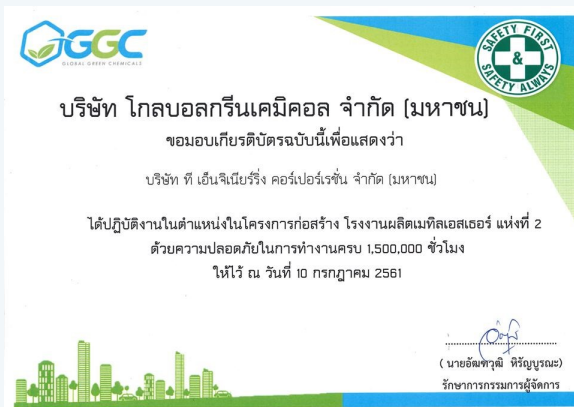 GGC
GLOBAL GREEN CHEMICALS
SAFETY FIRST
&
SAFETY ALWAYS
บริษัท โกลบอลกรีนเคมิคอล จำกัด (มหาชน)
ขอมอบเกียรติบัตรฉบับนี้เพื่อแสดงว่า
บริษัท ที เอ็นจิเนียร์ริ่ง คอร์เปอร์เรชั่น จำกัด (มหาชน)
ได้ปฏิบัติงานในตำแหน่งในโครงการก่อสร้าง โรงงานผลิตเมทิลเอสเธอร์ แห่งที่ 2
ด้วยความปลอดภัยในการทำงานครบ 1,500,000 ชั่วโมง
ให้ไว้ ณ วันที่ 10 กรกฎาคม 2561
( นายอัฒฑวุฒิ หิรัญบูรณะ)
รักษาการกรรมการผู้จัดการ